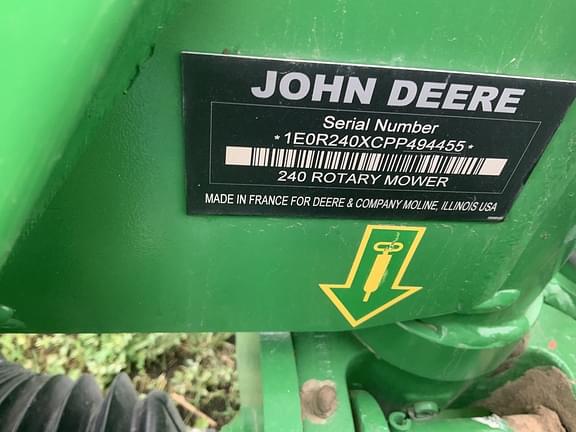 JOHN DEERE
Serial Number
*1E0R240XCPP494455*
240 ROTARY MOWER
MADE IN FRANCE FOR DEERE & COMPANY MOLINE, ILLINOIS USA